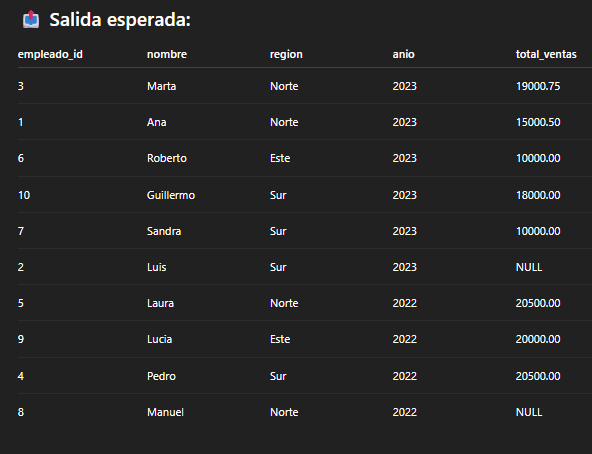 Salida esperada:
empleado_id nombre region anio total_ventas
3 Marta Norte 2023 19000.75
1 Ana Norte 2023 15000.50
6 Roberto Este 2023 10000.00
10 Guillermo Sur 2023 18000.00
7 Sandra Sur 2023 10000.00
2 Luis Sur 2023 NULL
5 Laura Norte 2022 20500.00
9 Lucia Este 2022 20000.00
4 Pedro Sur 2022 20500.00
8 Manuel Norte 2022 NULL